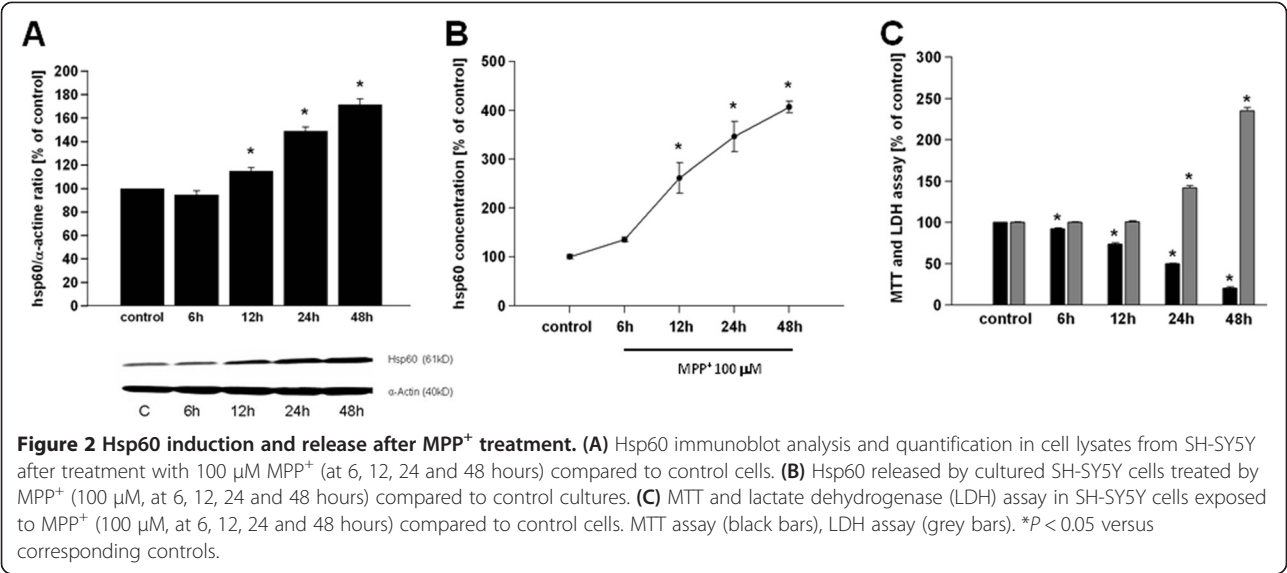 A
hsp60/α-actine ratio [% of control]
200
180
160
140
120
100
80
60
40
20
0
*
*
*
control 6h 12h 24h 48h
Hsp60 (61kD)
α-Actin (40kD)
C 6h 12h 24h 48h
B
hsp60 concentration [% of control]
500
400
300
200
100
0
*
*
*
control 6h 12h 24h 48h
MPP⁺ 100 µM
C
MTT and LDH assay [% of control]
300
250
200
150
100
50
0
*
*
*
*
*
*
control 6h 12h 24h 48h
Figure 2 Hsp60 induction and release after MPP⁺ treatment. (A) Hsp60 immunoblot analysis and quantification in cell lysates from SH-SY5Y
after treatment with 100 μM MPP⁺ (at 6, 12, 24 and 48 hours) compared to control cells. (B) Hsp60 released by cultured SH-SY5Y cells treated by
MPP⁺ (100 μM, at 6, 12, 24 and 48 hours) compared to control cultures. (C) MTT and lactate dehydrogenase (LDH) assay in SH-SY5Y cells exposed
to MPP⁺ (100 μM, at 6, 12, 24 and 48 hours) compared to control cells. MTT assay (black bars), LDH assay (grey bars). *P < 0.05 versus
corresponding controls.